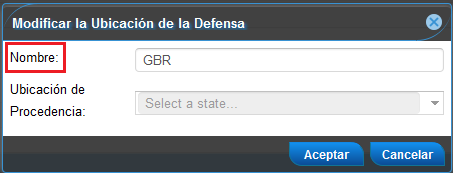 Modificar la Ubicación de la Defensa
Nombre:
GBR
Ubicación de
Procedencia:
Select a state...
Aceptar
Cancelar